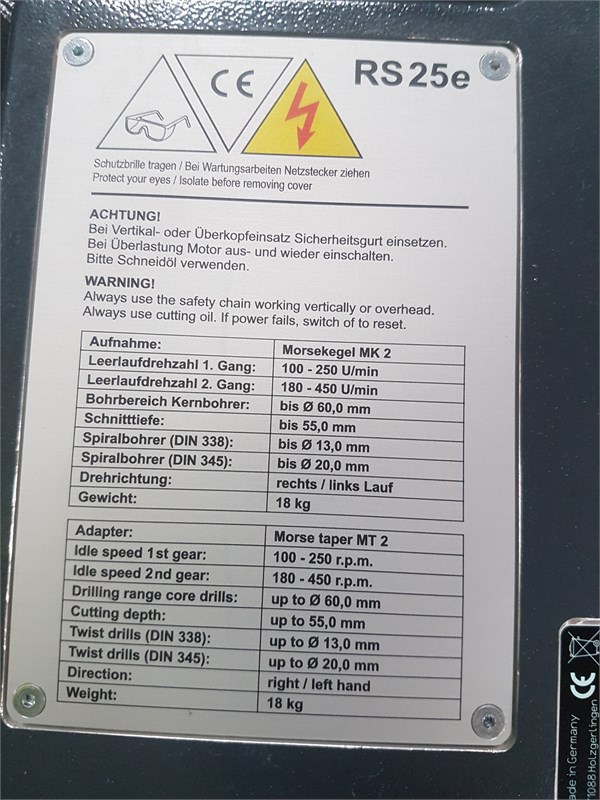 CE
RS25e
Schutzbrille tragen / Bei Wartungsarbeiten Netzstecker ziehen
Protect your eyes / Isolate before removing cover
ACHTUNG!
Bei Vertikal- oder Überkopfeinsatz Sicherheitsgurt einsetzen.
Bei Überlastung Motor aus- und wieder einschalten.
Bitte Schneidöl verwenden.
WARNING!
Always use the safety chain working vertically or overhead.
Always use cutting oil. If power fails, switch of to reset.
Aufnahme: Morsekegel MK 2
Leerlaufdrehzahl 1. Gang: 100 - 250 U/min
Leerlaufdrehzahl 2. Gang: 180 - 450 U/min
Bohrbereich Kernbohrer: bis Ø 60,0 mm
Schnitttiefe: bis 55,0 mm
Spiralbohrer (DIN 338): bis Ø 13,0 mm
Spiralbohrer (DIN 345): bis Ø 20,0 mm
Drehrichtung: rechts / links Lauf
Gewicht: 18 kg
Adapter: Morse taper MT 2
Idle speed 1st gear: 100 - 250 r.p.m.
Idle speed 2nd gear: 180 - 450 r.p.m.
Drilling range core drills: up to Ø 60,0 mm
Cutting depth: up to 55,0 mm
Twist drills (DIN 338): up to Ø 13,0 mm
Twist drills (DIN 345): up to Ø 20,0 mm
Direction: right / left hand
Weight: 18 kg
CE
ade in Germany
1088 Holzgerlingen